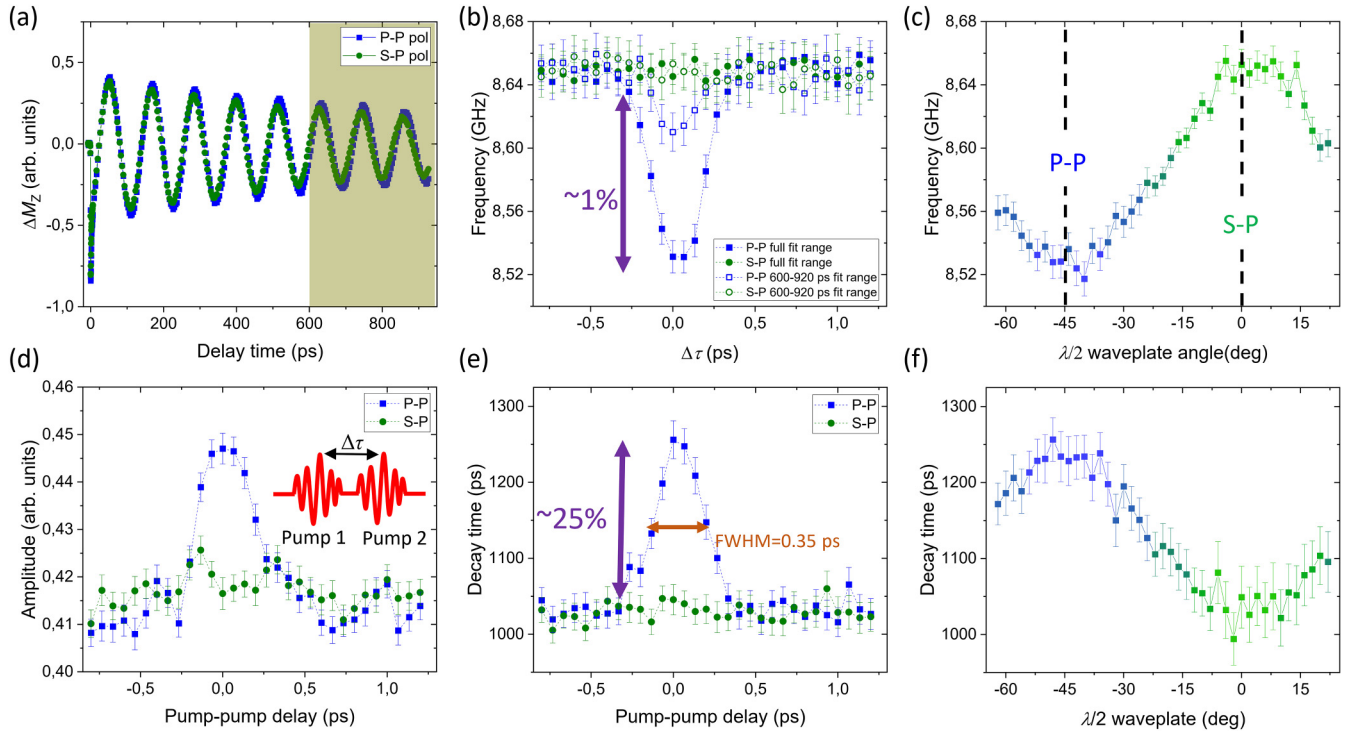 (a)
P-P pol
S-P pol
0,5
0,0
-0,5
-1,0
ΔM_Z (arb. units)
0
200
400
600
800
Delay time (ps)
(b)
8,68
8,64
8,60
8,56
8,52
Frequency (GHz)
~1%
P-P full fit range
S-P full fit range
P-P 600-920 ps fit range
S-P 600-920 ps fit range
-0,5
0,0
0,5
1,0
Δτ (ps)
(c)
8,68
8,64
8,60
8,56
8,52
Frequency (GHz)
P-P
S-P
-60
-45
-30
-15
0
15
λ/2 waveplate angle(deg)
(d)
0,46
0,45
0,44
0,43
0,42
0,41
0,40
Amplitude (arb. units)
P-P
S-P
Δτ
Pump 1
Pump 2
-0,5
0,0
0,5
1,0
Pump-pump delay (ps)
(e)
1300
1200
1100
1000
Decay time (ps)
P-P
S-P
~25%
FWHM=0.35 ps
-0,5
0,0
0,5
1,0
Pump-pump delay (ps)
(f)
1300
1200
1100
1000
Decay time (ps)
-60
-45
-30
-15
0
15
λ/2 waveplate (deg)